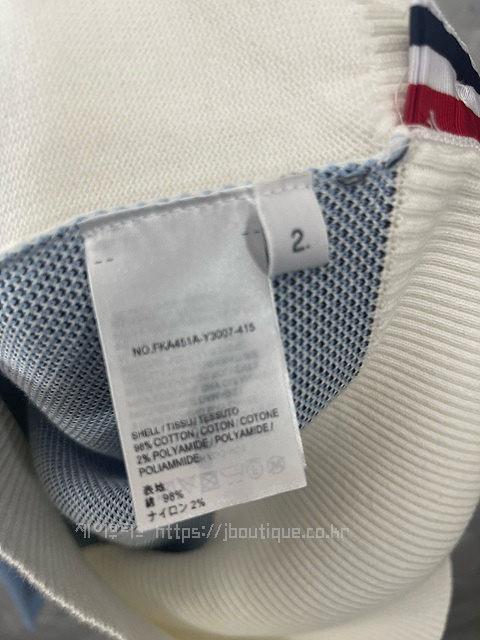 2.
NO.FKA451A-Y3007-415
SHELL / TISSU / TESSUTO
98% COTTON / COTON / COTONE
2% POLYAMIDE / POLYAMIDE /
POLIAMMIDE
表地
綿 98%
ナイロン 2%
https://jboutique.co.kr